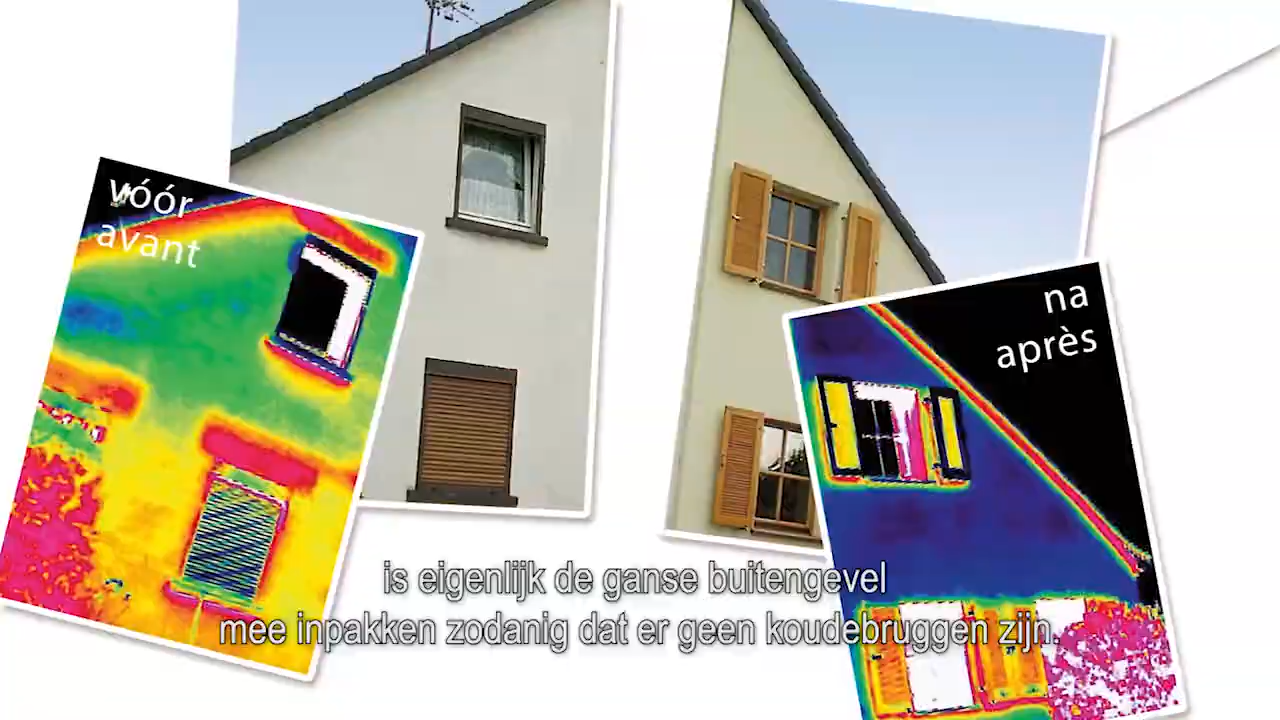 vóór
avant
na
après
is eigenlijk de ganse buitengevel
mee inpakken zodanig dat er geen koudebruggen zijn.